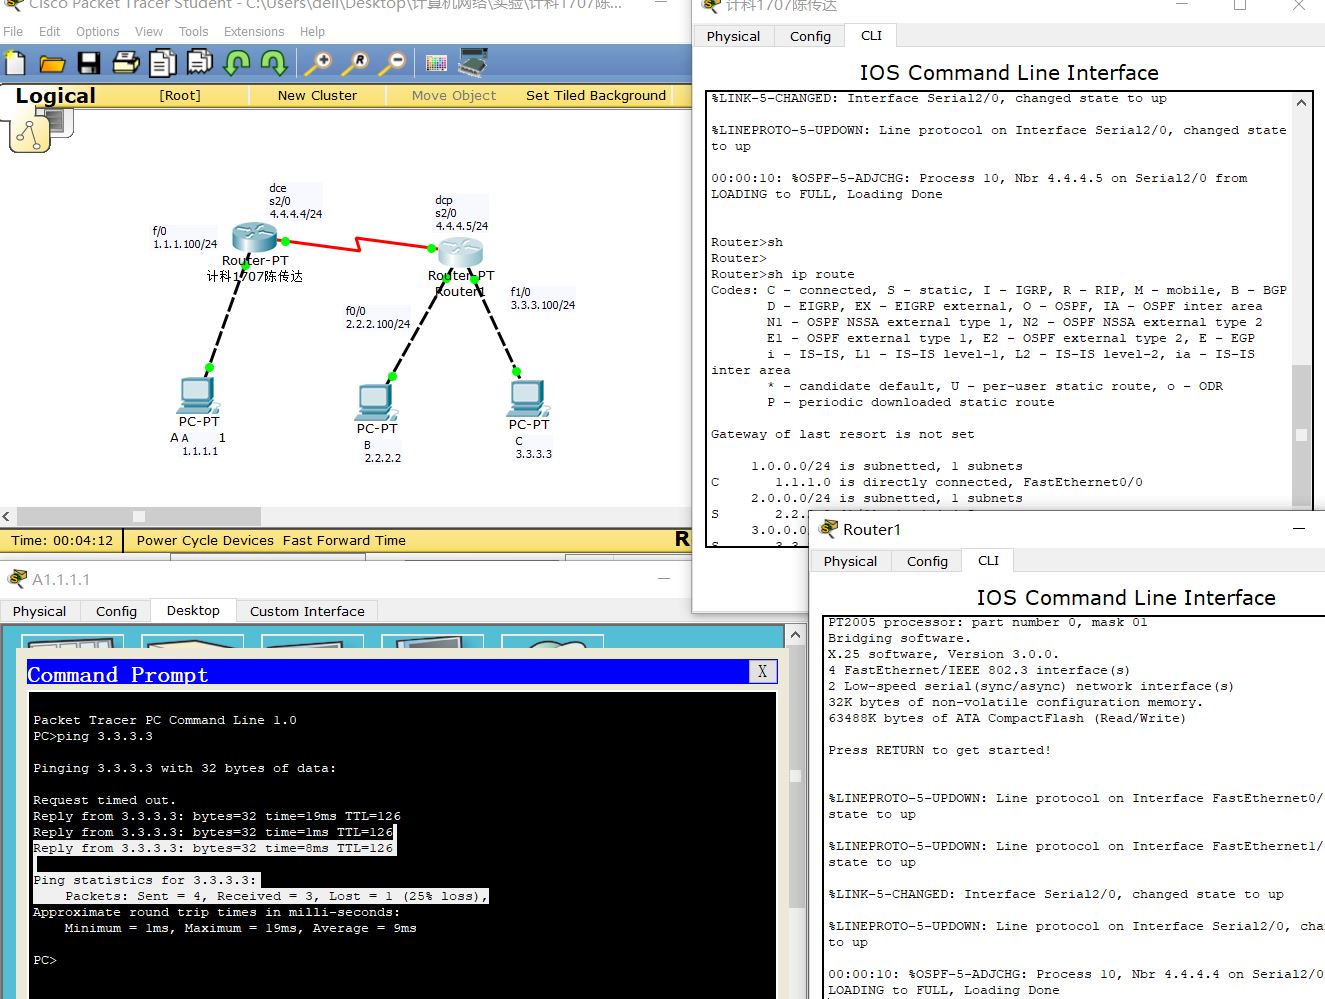 Cisco Packet Tracer Student - C:\Users\dell\Desktop\计算机网络\实验\计科1707陈...
File Edit Options View Tools Extensions Help
Logical [Root] New Cluster Move Object Set Tiled Background
dce
s2/0
4.4.4.4/24
dcp
s2/0
4.4.4.5/24
f/0
1.1.1.100/24
Router-PT
计科1707陈传达
Router-PT
Router1
f0/0
2.2.2.100/24
f1/0
3.3.3.100/24
PC-PT
A A 1
1.1.1.1
PC-PT
B
2.2.2.2
PC-PT
C
3.3.3.3
Time: 00:04:12 Power Cycle Devices Fast Forward Time R
计科1707陈传达
Physical Config CLI
IOS Command Line Interface
%LINK-5-CHANGED: Interface Serial2/0, changed state to up
%LINEPROTO-5-UPDOWN: Line protocol on Interface Serial2/0, changed state
to up
00:00:10: %OSPF-5-ADJCHG: Process 10, Nbr 4.4.4.5 on Serial2/0 from
LOADING to FULL, Loading Done
Router>sh
Router>
Router>sh ip route
Codes: C - connected, S - static, I - IGRP, R - RIP, M - mobile, B - BGP
D - EIGRP, EX - EIGRP external, O - OSPF, IA - OSPF inter area
N1 - OSPF NSSA external type 1, N2 - OSPF NSSA external type 2
E1 - OSPF external type 1, E2 - OSPF external type 2, E - EGP
i - IS-IS, L1 - IS-IS level-1, L2 - IS-IS level-2, ia - IS-IS
inter area
* - candidate default, U - per-user static route, o - ODR
P - periodic downloaded static route
Gateway of last resort is not set
1.0.0.0/24 is subnetted, 1 subnets
C 1.1.1.0 is directly connected, FastEthernet0/0
2.0.0.0/24 is subnetted, 1 subnets
S 2.2.
3.0.0.0
S 3.3
A1.1.1.1
Physical Config Desktop Custom Interface
Command Prompt X
Packet Tracer PC Command Line 1.0
PC>ping 3.3.3.3
Pinging 3.3.3.3 with 32 bytes of data:
Request timed out.
Reply from 3.3.3.3: bytes=32 time=19ms TTL=126
Reply from 3.3.3.3: bytes=32 time=1ms TTL=126
Reply from 3.3.3.3: bytes=32 time=8ms TTL=126
Ping statistics for 3.3.3.3:
Packets: Sent = 4, Received = 3, Lost = 1 (25% loss),
Approximate round trip times in milli-seconds:
Minimum = 1ms, Maximum = 19ms, Average = 9ms
PC>
Router1
Physical Config CLI
IOS Command Line Interface
PT2005 processor: part number 0, mask 01
Bridging software.
X.25 software, Version 3.0.0.
4 FastEthernet/IEEE 802.3 interface(s)
2 Low-speed serial(sync/async) network interface(s)
32K bytes of non-volatile configuration memory.
63488K bytes of ATA CompactFlash (Read/Write)
Press RETURN to get started!
%LINEPROTO-5-UPDOWN: Line protocol on Interface FastEthernet0/
state to up
%LINEPROTO-5-UPDOWN: Line protocol on Interface FastEthernet1/
state to up
%LINK-5-CHANGED: Interface Serial2/0, changed state to up
%LINEPROTO-5-UPDOWN: Line protocol on Interface Serial2/0, cha
to up
00:00:10: %OSPF-5-ADJCHG: Process 10, Nbr 4.4.4.4 on Serial2/0
LOADING to FULL, Loading Done